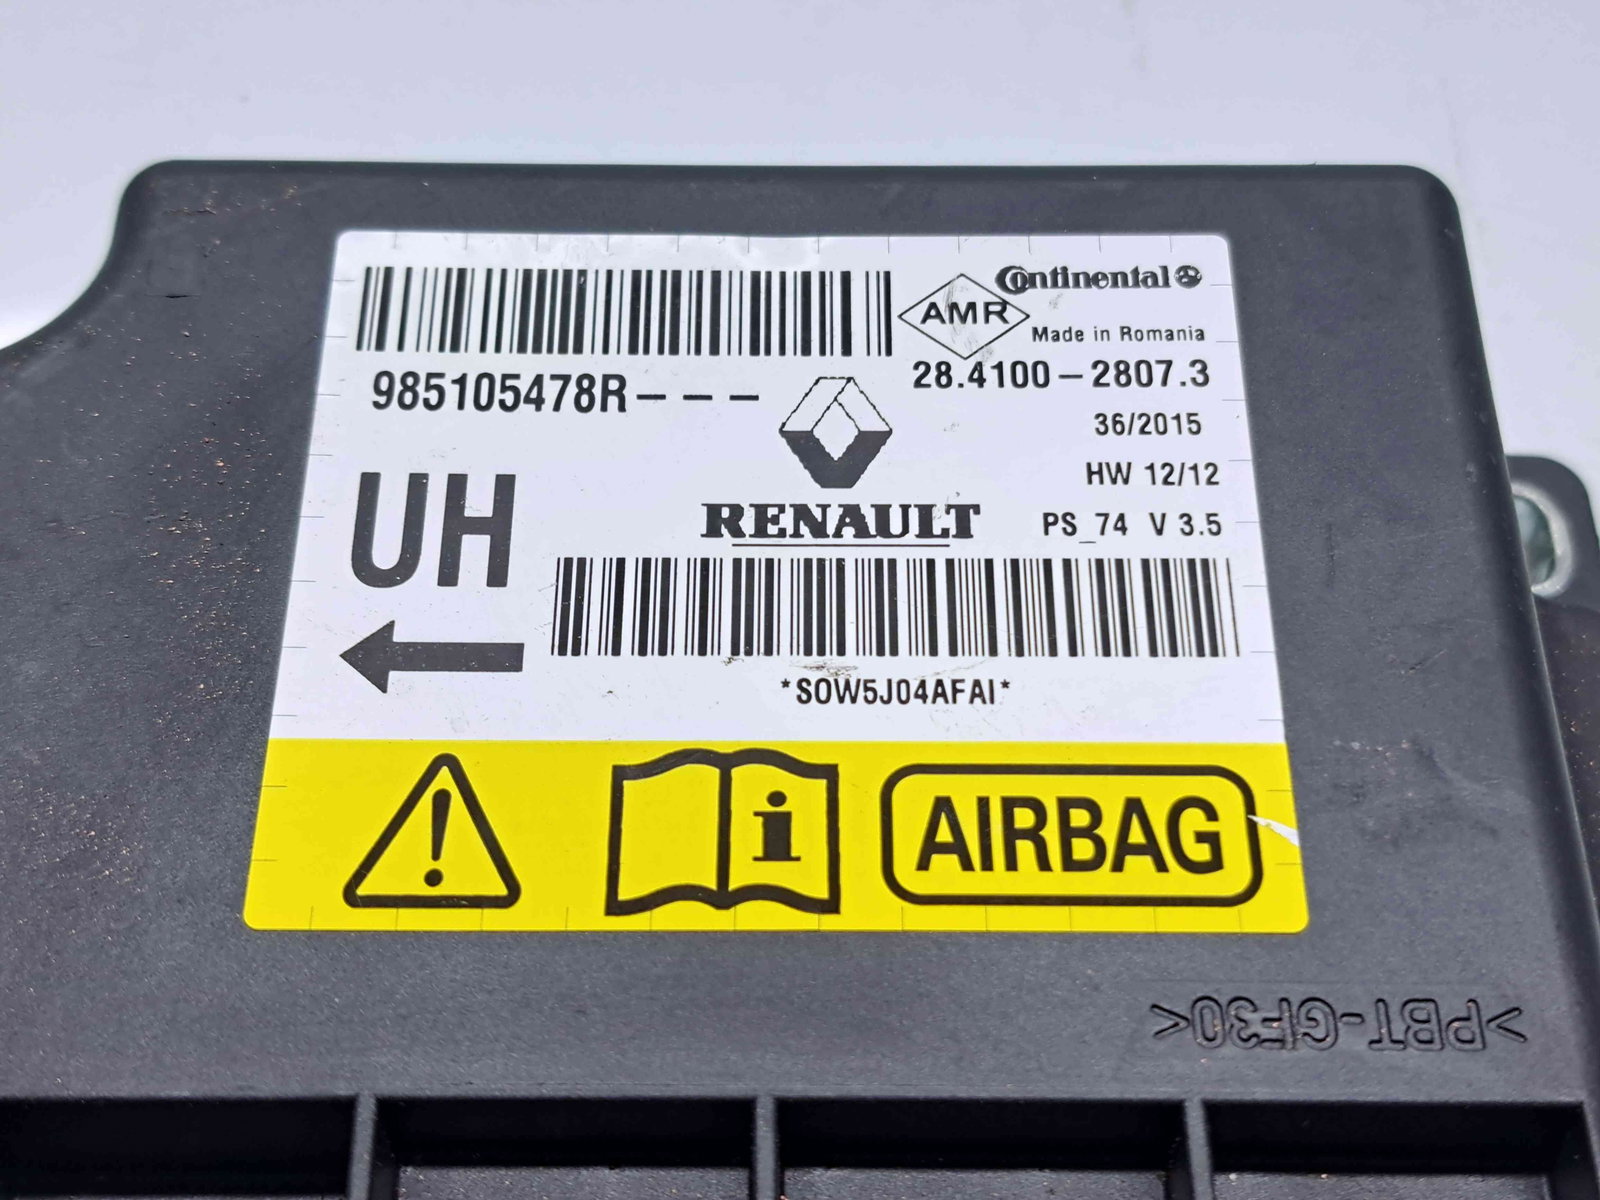 Continental
AMR
Made in Romania
985105478R---
28.4100-2807.3
36/2015
HW 12/12
UH
RENAULT
PS_74 V 3.5
*S0W5J04AFAI*
i
AIRBAG
>PBT-GF30<